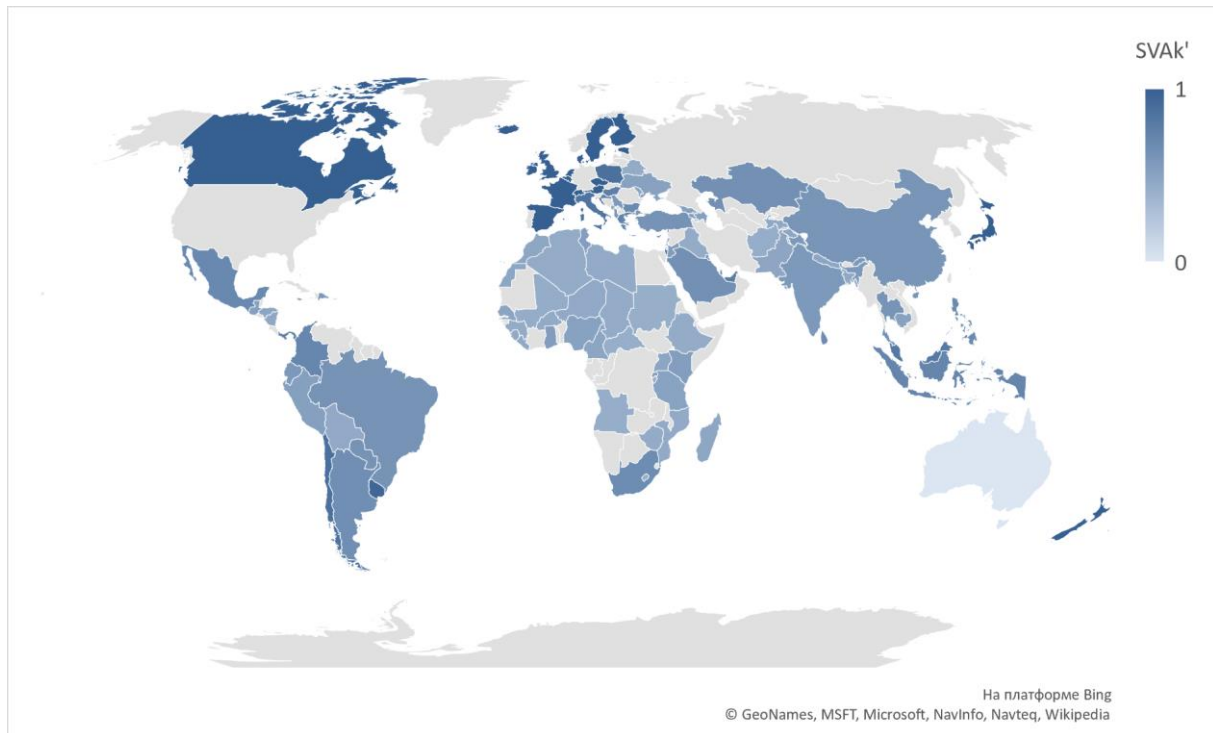 SVAk'
1
0
На платформе Bing
© GeoNames, MSFT, Microsoft, NavInfo, Navteq, Wikipedia